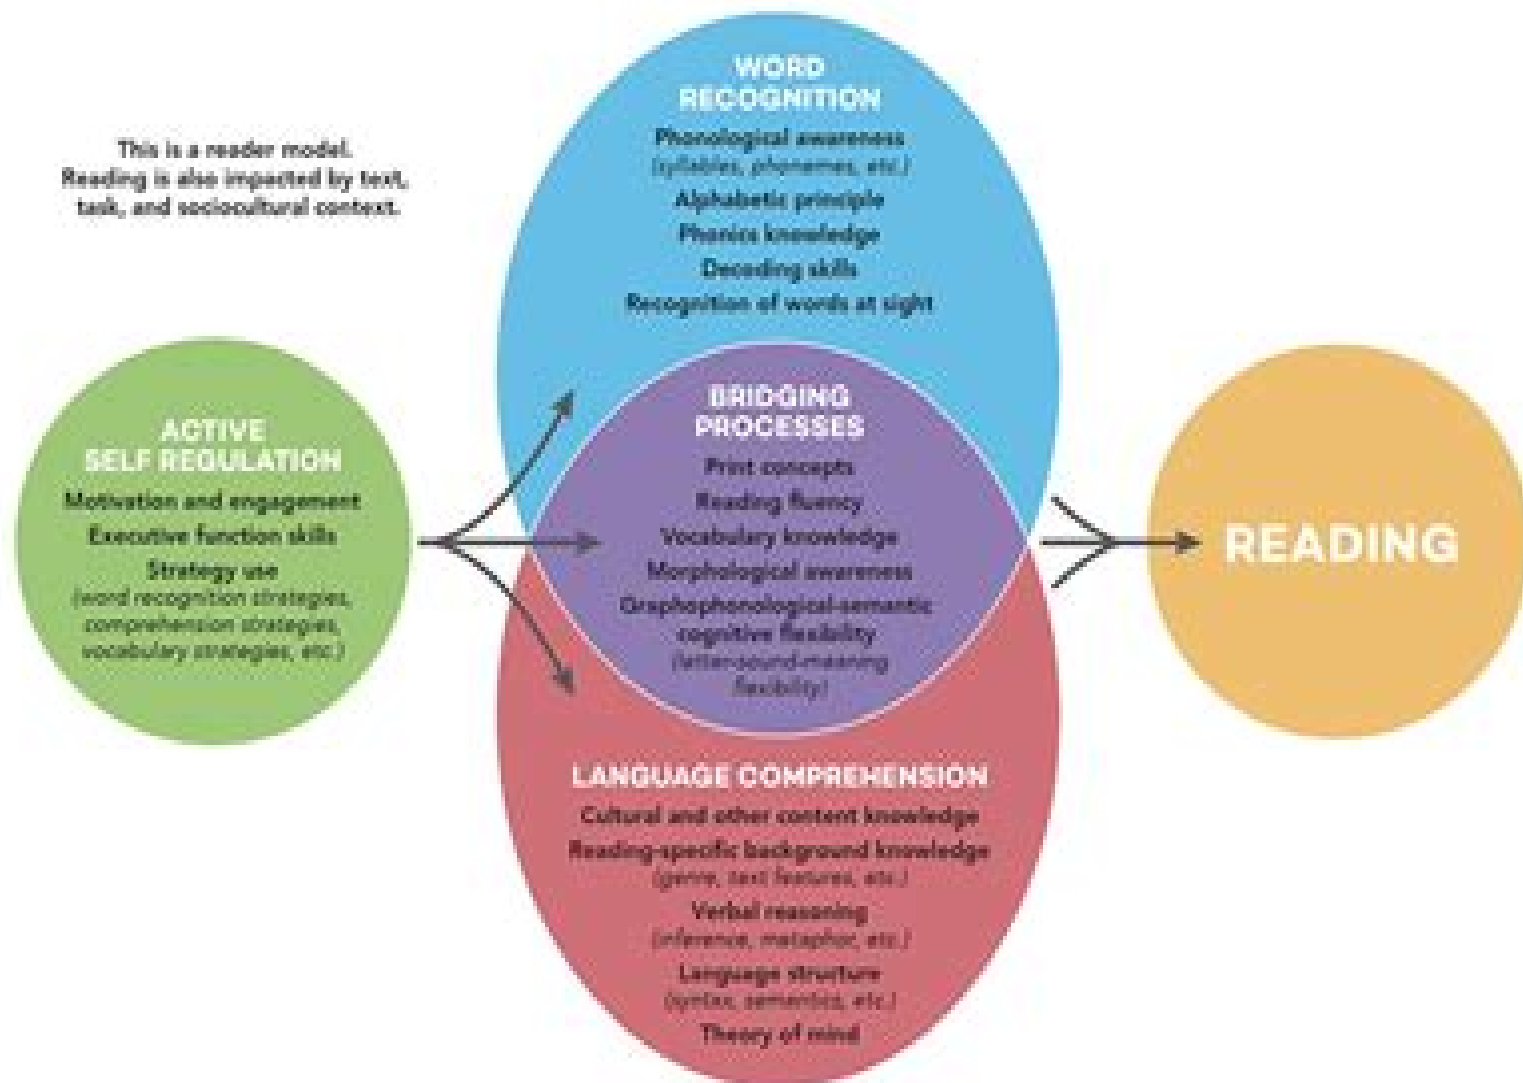 This is a reader model.
Reading is also impacted by text,
task, and sociocultural context.
ACTIVE
SELF REGULATION
Motivation and engagement
Executive function skills
Strategy use
(word recognition strategies,
comprehension strategies,
vocabulary strategies, etc.)
WORD
RECOGNITION
Phonological awareness
(syllables, phonemes, etc.)
Alphabetic principle
Phonics knowledge
Decoding skills
Recognition of words at sight
BRIDGING
PROCESSES
Print concepts
Reading fluency
Vocabulary knowledge
Morphological awareness
Graphophonological-semantic
cognitive flexibility
(letter-sound-meaning
flexibility)
LANGUAGE COMPREHENSION
Cultural and other content knowledge
Reading-specific background knowledge
(genre, text features, etc.)
Verbal reasoning
(inference, metaphor, etc.)
Language structure
(syntax, semantics, etc.)
Theory of mind
READING